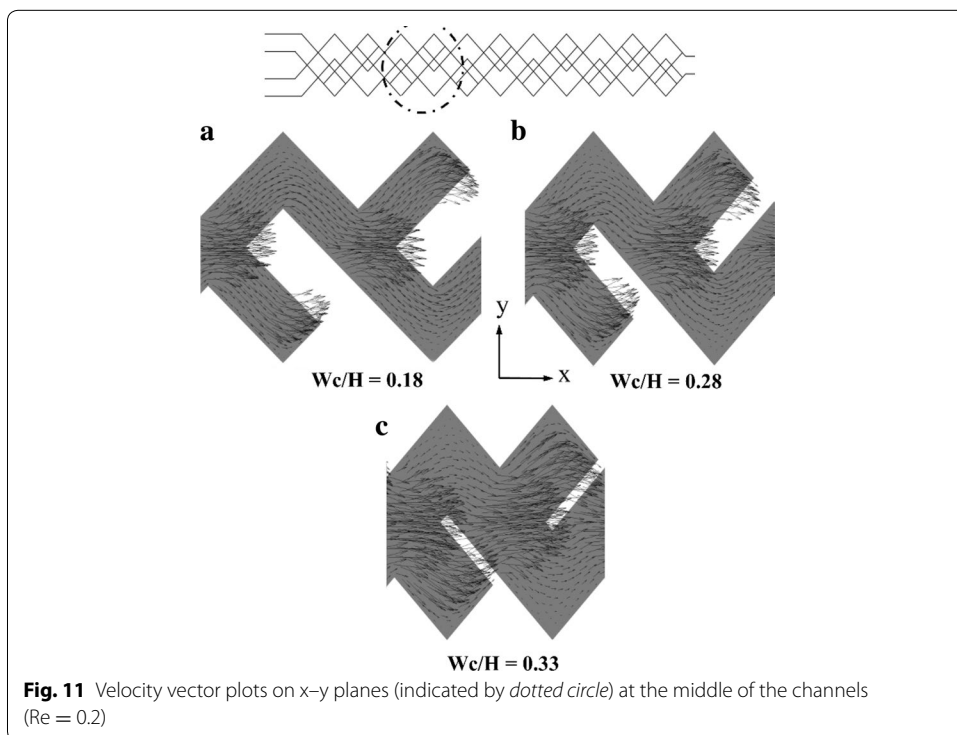 a
b
y
x
Wc/H = 0.18
Wc/H = 0.28
c
Wc/H = 0.33
Fig. 11 Velocity vector plots on x–y planes (indicated by dotted circle) at the middle of the channels
(Re = 0.2)